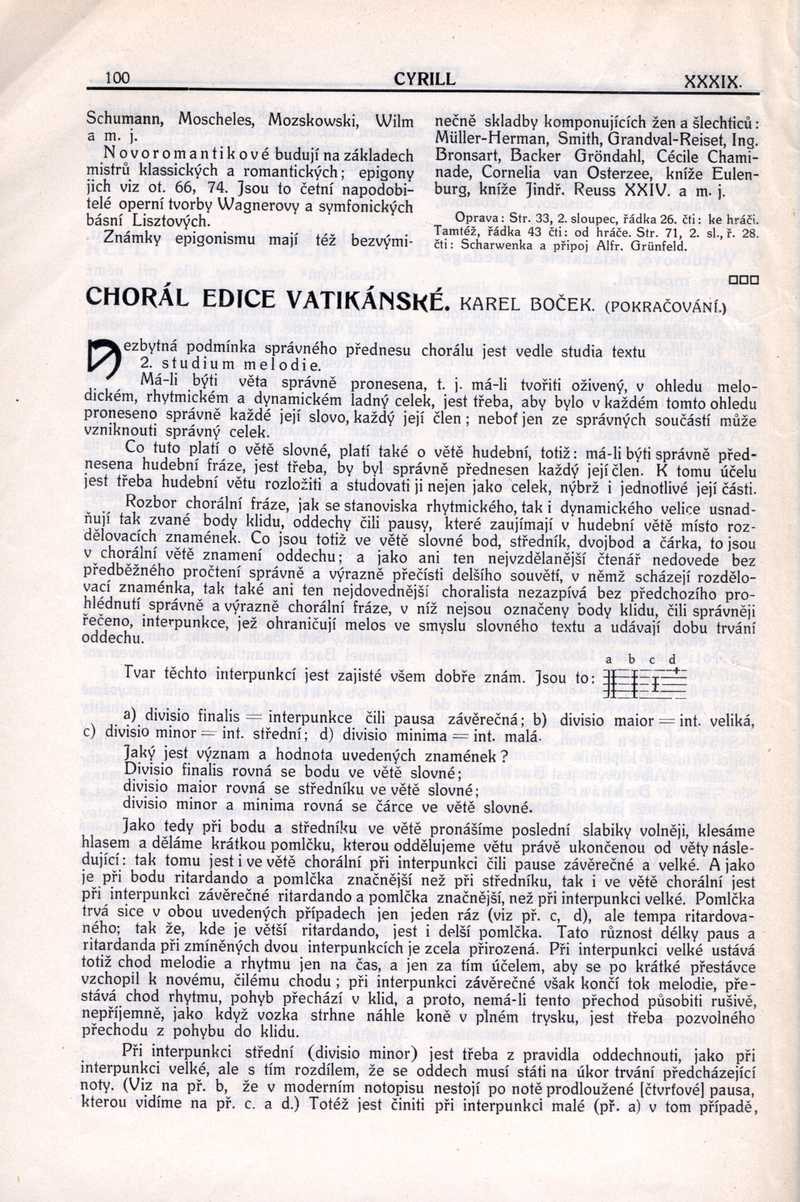 100
CYRILL
XXXIX.
Schumann, Moscheles, Mozskowski, Wilm
a m. j.
Novoromantikové budují na základech
mistrů klassických a romantických; epigony
jich viz ot. 66, 74. Jsou to četní napodobi-
telé operní tvorby Wagnerovy a symfonických
básní Lisztových.
Známky epigonismu mají též bezvými-
nečně skladby komponujících žen a šlechticů:
Müller-Herman, Smith, Grandval-Reiset, Ing.
Bronsart, Backer Gröndahl, Cécile Chami-
nade, Cornelia van Osterzee, kníže Eulen-
burg, kníže Jindř. Reuss XXIV. a m. j.
Oprava: Str. 33, 2. sloupec, řádka 26. čti: ke hráči.
Tamtéž, řádka 43 čti: od hráče. Str. 71, 2. sl., ř. 28.
čti: Scharwenka a připoj Alfr. Grünfeld.
CHORÁL EDICE VATIKÁNSKÉ. KAREL BOČEK. (POKRAČOVÁNÍ.)
Nezbytná podmínka správného přednesu chorálu jest vedle studia textu
2. studium melodie.
Má-li býti věta správně pronesena, t. j. má-li tvořiti oživený, v ohledu melo-
dickém, rhytmickém a dynamickém ladný celek, jest třeba, aby bylo v každém tomto ohledu
proneseno správně každé její slovo, každý její člen; neboť jen ze správných součástí může
vzniknouti správný celek.
Co tuto platí o větě slovné, platí také o větě hudební, totiž: má-li býti správně před-
nesena hudební fráze, jest třeba, by byl správně přednesen každý její člen. K tomu účelu
jest třeba hudební větu rozložiti a studovati ji nejen jako celek, nýbrž i jednotlivé její části.
Rozbor chorální fráze, jak se stanoviska rhytmického, tak i dynamického velice usnad-
ňují tak zvané body klidu, oddechy čili pausy, které zaujímají v hudební větě místo roz-
dělovacích znamének. Co jsou totiž ve větě slovné bod, středník, dvojbod a čárka, to jsou
v chorální větě znamení oddechu; a jako ani ten nejvzdělanější čtenář nedovede bez
předběžného pročtení správně a výrazně přečísti delšího souvětí, v němž scházejí rozdělo-
vací znaménka, tak také ani ten nejdovednější choralista nezazpívá bez předchozího pro-
hlédnutí správně a výrazně chorální fráze, v níž nejsou označeny body klidu, čili správněji
řečeno, interpunkce, jež ohraničují melos ve smyslu slovného textu a udávají dobu trvání
oddechu.
a b c d
Tvar těchto interpunkcí jest zajisté všem dobře znám. Jsou to:
a) divisio finalis = interpunkce čili pausa závěrečná; b) divisio maior = int. veliká,
c) divisio minor = int. střední; d) divisio minima = int. malá.
Jaký jest význam a hodnota uvedených znamének?
Divisio finalis rovná se bodu ve větě slovné;
divisio maior rovná se středníku ve větě slovné;
divisio minor a minima rovná se čárce ve větě slovné.
Jako tedy při bodu a středníku ve větě pronášíme poslední slabiky volněji, klesáme
hlasem a děláme krátkou pomlčku, kterou oddělujeme větu právě ukončenou od věty násle-
dující: tak tomu jest i ve větě chorální při interpunkci čili pause závěrečné a velké. A jako
je při bodu ritardando a pomlčka značnější než při středníku, tak i ve větě chorální jest
při interpunkci závěrečné ritardando a pomlčka značnější, než při interpunkci velké. Pomlčka
trvá sice v obou uvedených případech jen jeden ráz (viz př. c, d), ale tempa ritardova-
ného; tak že, kde je větší ritardando, jest i delší pomlčka. Tato různost délky paus a
ritardanda při zmíněných dvou interpunkcích je zcela přirozená. Při interpunkci velké ustává
totiž chod melodie a rhytmu jen na čas, a jen za tím účelem, aby se po krátké přestávce
vzchopil k novému, čilému chodu; při interpunkci závěrečné však končí tok melodie, pře-
stává chod rhytmu, pohyb přechází v klid, a proto, nemá-li tento přechod působiti rušivě,
nepříjemně, jako když vozka strhne náhle koně v plném trysku, jest třeba pozvolného
přechodu z pohybu do klidu.
Při interpunkci střední (divisio minor) jest třeba z pravidla oddechnouti, jako při
interpunkci velké, ale s tím rozdílem, že se oddech musí státi na úkor trvání předcházející
noty. (Viz na př. b, že v moderním notopisu nestojí po notě prodloužené [čtvrťové] pausa,
kterou vidíme na př. c. a d.) Totéž jest činiti při interpunkci malé (př. a) v tom případě,